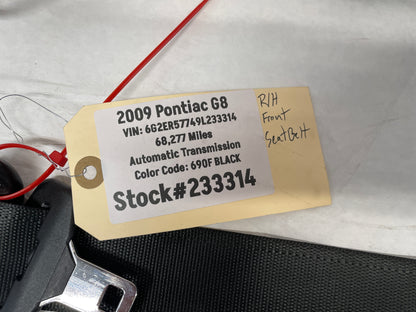 2009 Pontiac G8
VIN: 6G2ER57749L233314
68,277 Miles
Automatic Transmission
Color Code: 690F BLACK
Stock#233314
R/H
Front
SeatBelt